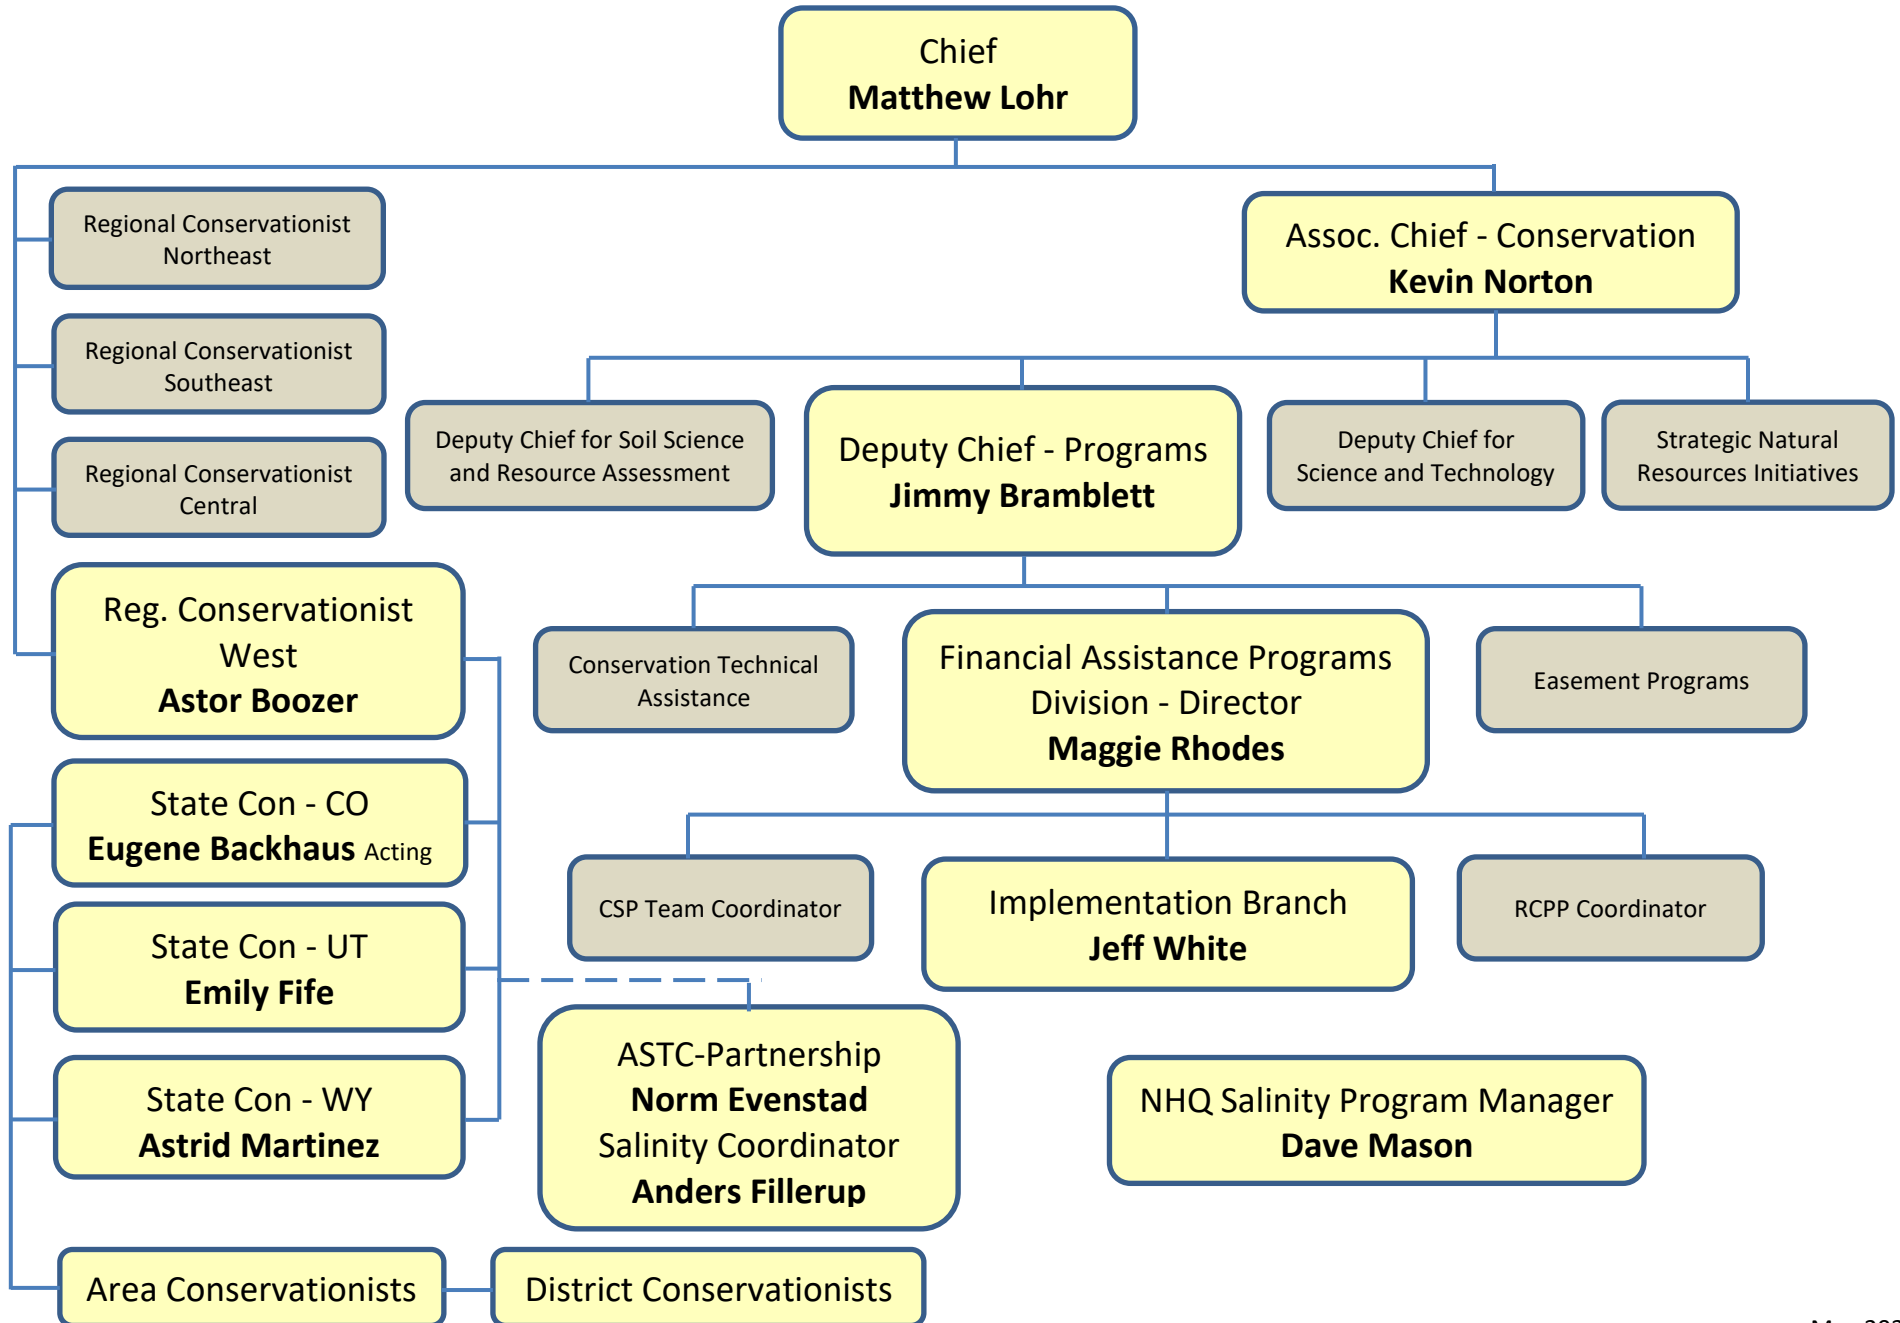 Chief
Matthew Lohr
Regional Conservationist
Northeast
Assoc. Chief - Conservation
Kevin Norton
Regional Conservationist
Southeast
Regional Conservationist
Central
Deputy Chief for Soil Science
and Resource Assessment
Deputy Chief - Programs
Jimmy Bramblett
Deputy Chief for
Science and Technology
Strategic Natural
Resources Initiatives
Reg. Conservationist
West
Astor Boozer
Conservation Technical
Assistance
Financial Assistance Programs
Division - Director
Maggie Rhodes
Easement Programs
State Con - CO
Eugene Backhaus Acting
CSP Team Coordinator
Implementation Branch
Jeff White
RCPP Coordinator
State Con - UT
Emily Fife
State Con - WY
Astrid Martinez
ASTC-Partnership
Norm Evenstad
Salinity Coordinator
Anders Fillerup
NHQ Salinity Program Manager
Dave Mason
Area Conservationists
District Conservationists